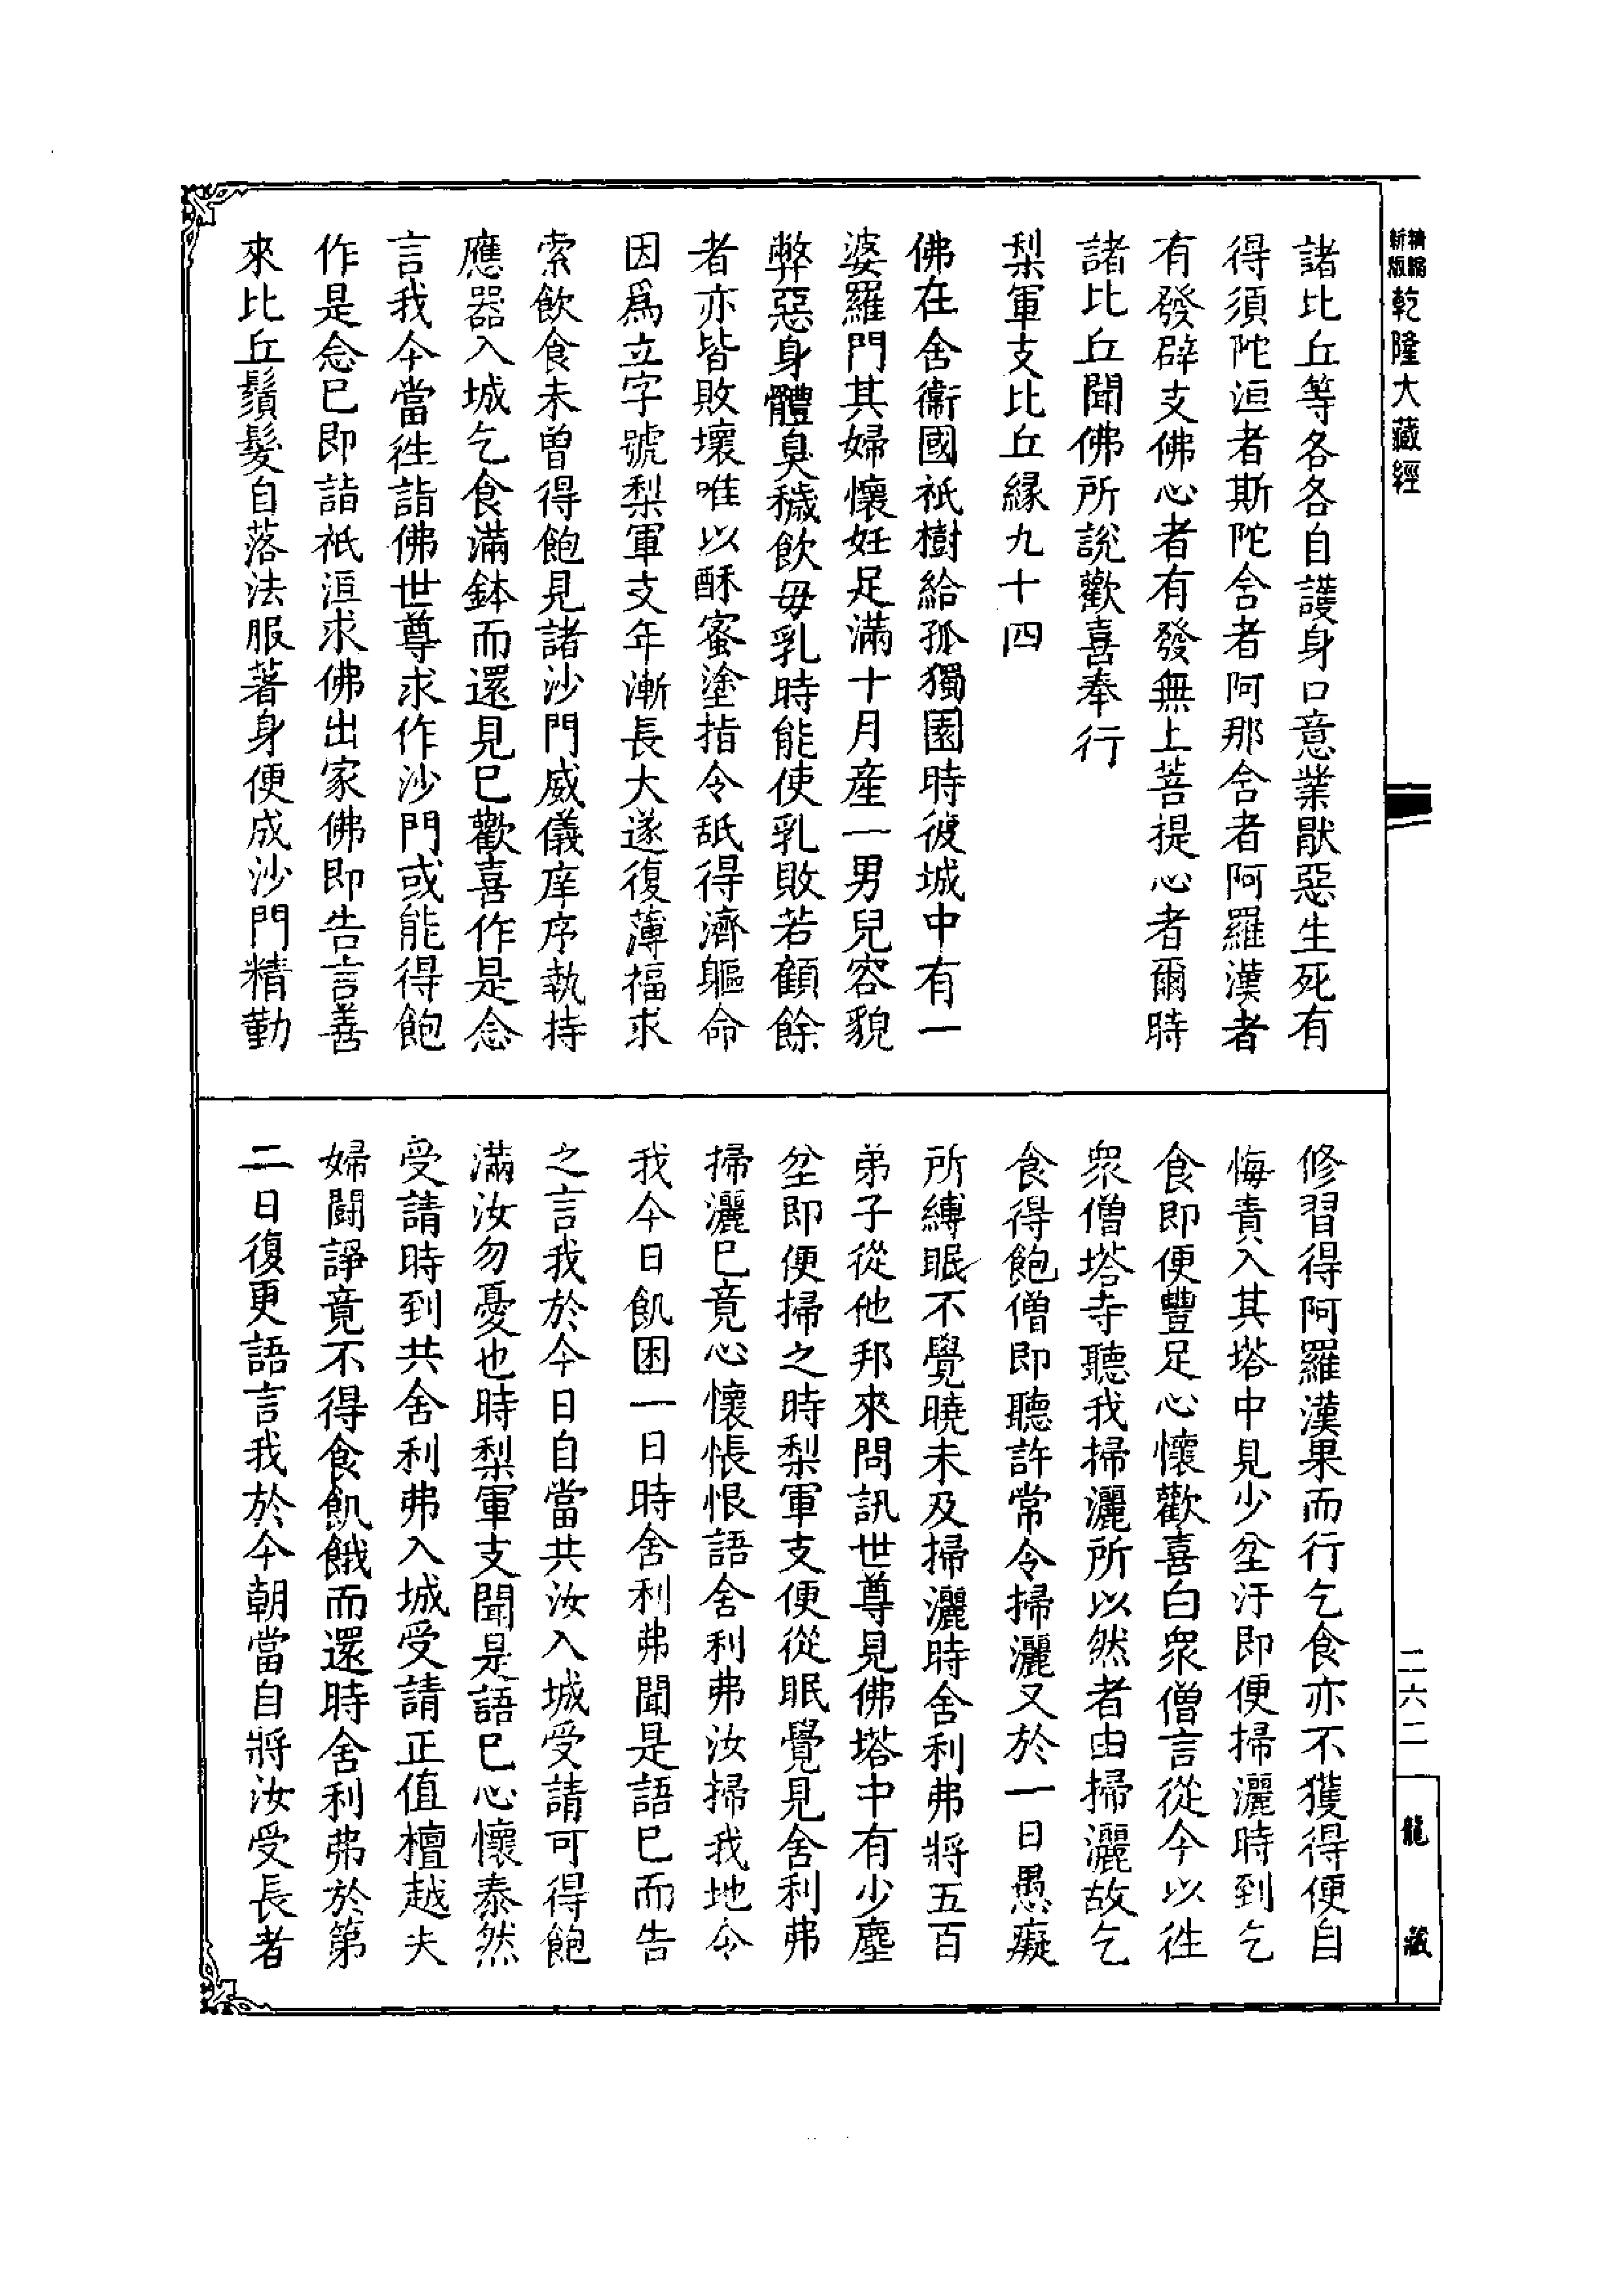 精縮新版乾隆大藏經
諸比丘等各各自護身口意業猒惡生死有
得須陀洹者斯陀含者阿那含者阿羅漢者
有發辟支佛心者有發無上菩提心者爾時
諸比丘聞佛所說歡喜奉行
梨軍支比丘緣九十四
佛在舍衞國祇樹給孤獨園時彼城中有一
婆羅門其婦懷妊足滿十月產一男兒容貌
弊惡身體臭穢飲母乳時能使乳敗若顧餘
者亦皆敗壞唯以酥蜜塗指令舐得濟軀命
因爲立字號梨軍支年漸長大遂復薄福求
索飲食未曾得飽見諸沙門威儀庠序執持
應器入城乞食滿鉢而還見已歡喜作是念
言我今當徃詣佛世尊求作沙門或能得飽
作是念已即詣祇洹求佛出家佛即告言善
來比丘鬚髮自落法服著身便成沙門精勤
修習得阿羅漢果而行乞食亦不獲得便自
悔責入其塔中見少坌汙即便掃灑時到乞
食即便豐足心懷歡喜白衆僧言從今以徃
衆僧塔寺聽我掃灑所以然者由掃灑故乞
食得飽僧即聽許常令掃灑又於一日愚癡
所縛眠不覺曉未及掃灑時舍利弗將五百
弟子從他邦來問訊世尊見佛塔中有少塵
坌即便掃之時梨軍支便從眠覺見舍利弗
掃灑已竟心懷悵恨語舍利弗汝掃我地令
我今日飢困一日時舍利弗聞是語已而告
之言我於今日自當共汝入城受請可得飽
滿汝勿憂也時梨軍支聞是語已心懷泰然
受請時到共舍利弗入城受請正值檀越夫
婦鬪諍竟不得食飢餓而還時舍利弗於第
二日復更語言我於今朝當自將汝受長者
二六二
龍藏